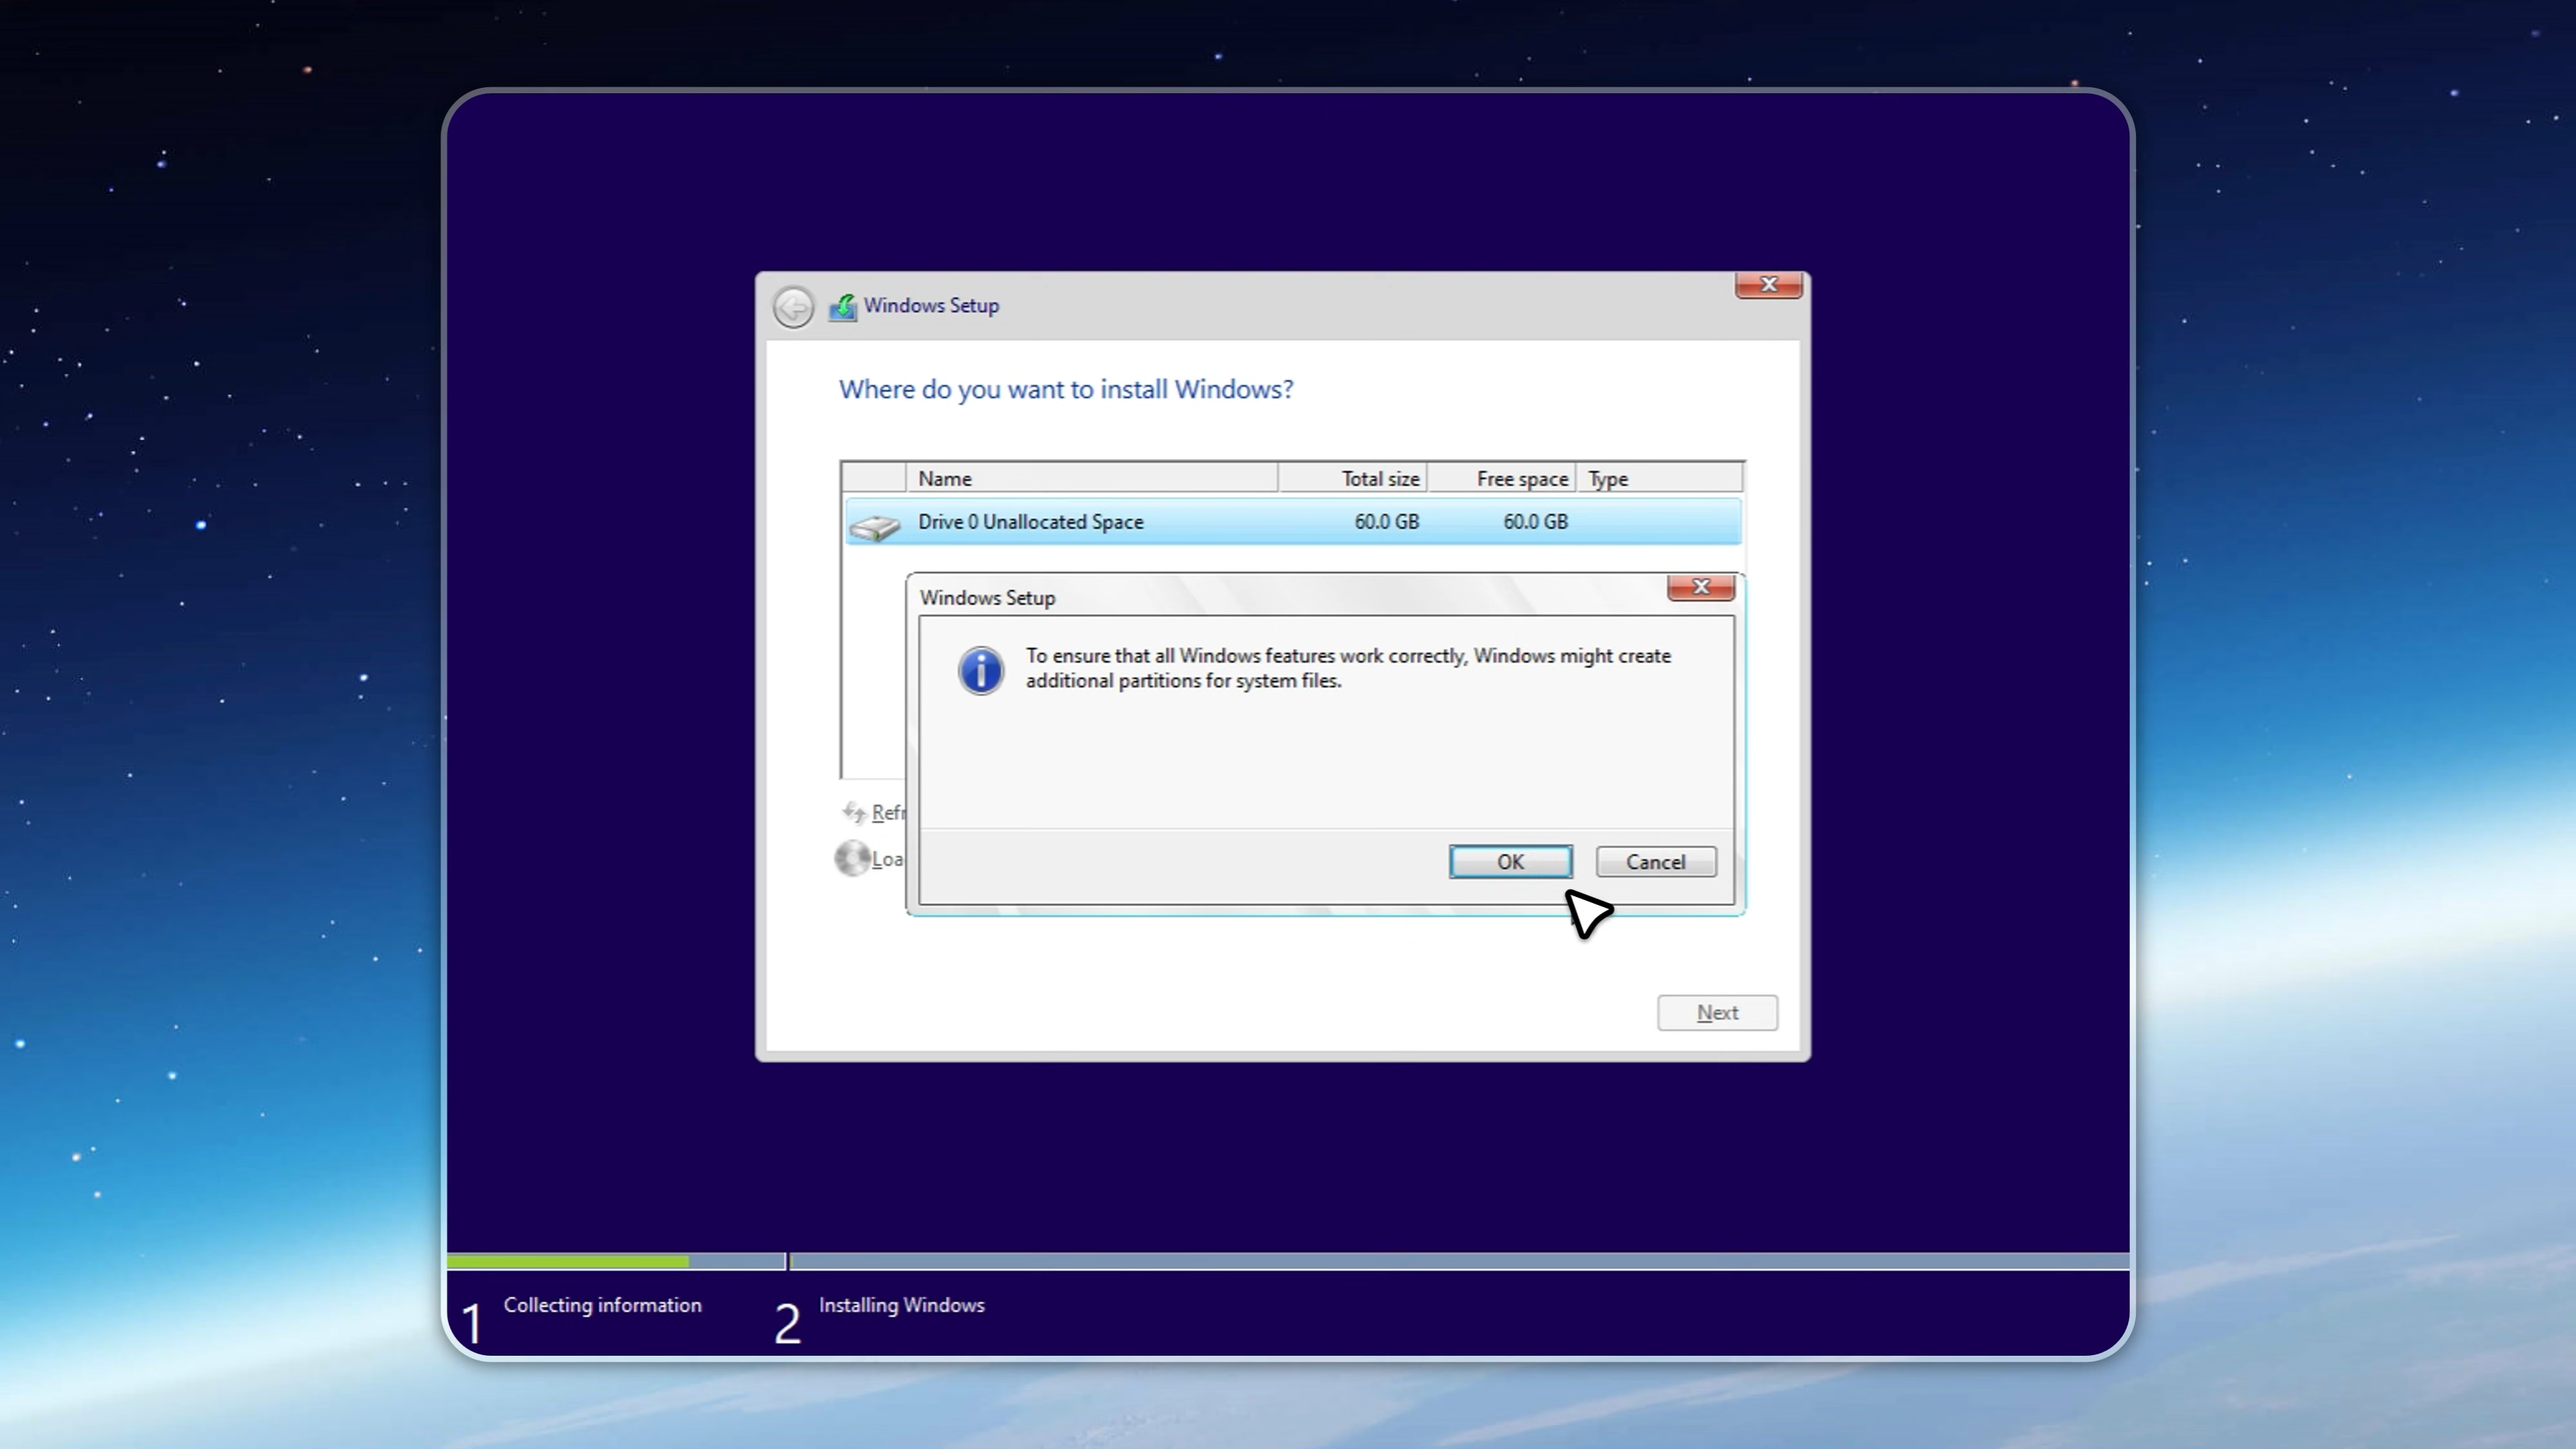 Windows Setup
Where do you want to install Windows?
Name Total size Free space Type
Drive 0 Unallocated Space 60.0 GB 60.0 GB
Windows Setup
To ensure that all Windows features work correctly, Windows might create
additional partitions for system files.
Refr
Loa
OK Cancel
Next
1 Collecting information 2 Installing Windows